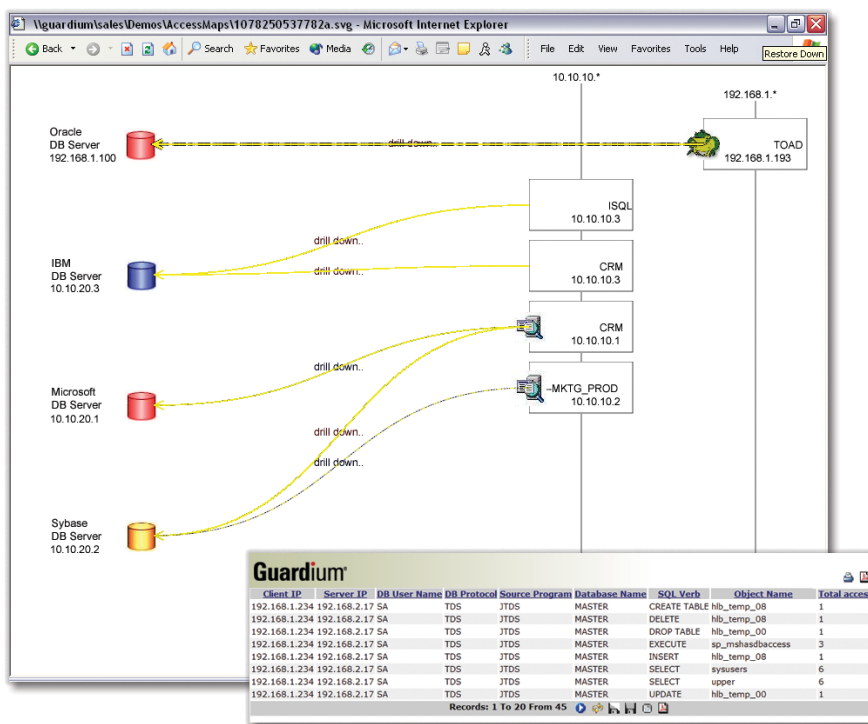 \\guardium\sales\Demos\AccessMaps\1078250537782a.svg - Microsoft Internet Explorer
Back Search Favorites Media File Edit View Favorites Tools Help
Restore Down
10.10.10.*
192.168.1.*
Oracle
DB Server
192.168.1.100
drill down..
TOAD
192.168.1.193
ISQL
10.10.10.3
drill down..
IBM
DB Server
10.10.20.3
drill down..
CRM
10.10.10.3
CRM
10.10.10.1
drill down..
Microsoft
DB Server
10.10.20.1
--MKTG_PROD
10.10.10.2
drill down..
drill down..
Sybase
DB Server
10.10.20.2
Guardium
Client IP Server IP DB User Name DB Protocol Source Program Database Name SQL Verb Object Name Total acces
192.168.1.234 192.168.2.17 SA TDS JTDS MASTER CREATE TABLE hlb_temp_08 1
192.168.1.234 192.168.2.17 SA TDS JTDS MASTER DELETE hlb_temp_08 1
192.168.1.234 192.168.2.17 SA TDS JTDS MASTER DROP TABLE hlb_temp_00 1
192.168.1.234 192.168.2.17 SA TDS JTDS MASTER EXECUTE sp_mshasdbaccess 3
192.168.1.234 192.168.2.17 SA TDS JTDS MASTER INSERT hlb_temp_08 1
192.168.1.234 192.168.2.17 SA TDS JTDS MASTER SELECT sysusers 6
192.168.1.234 192.168.2.17 SA TDS JTDS MASTER SELECT upper 6
192.168.1.234 192.168.2.17 SA TDS JTDS MASTER UPDATE hlb_temp_00 1
Records: 1 To 20 From 45